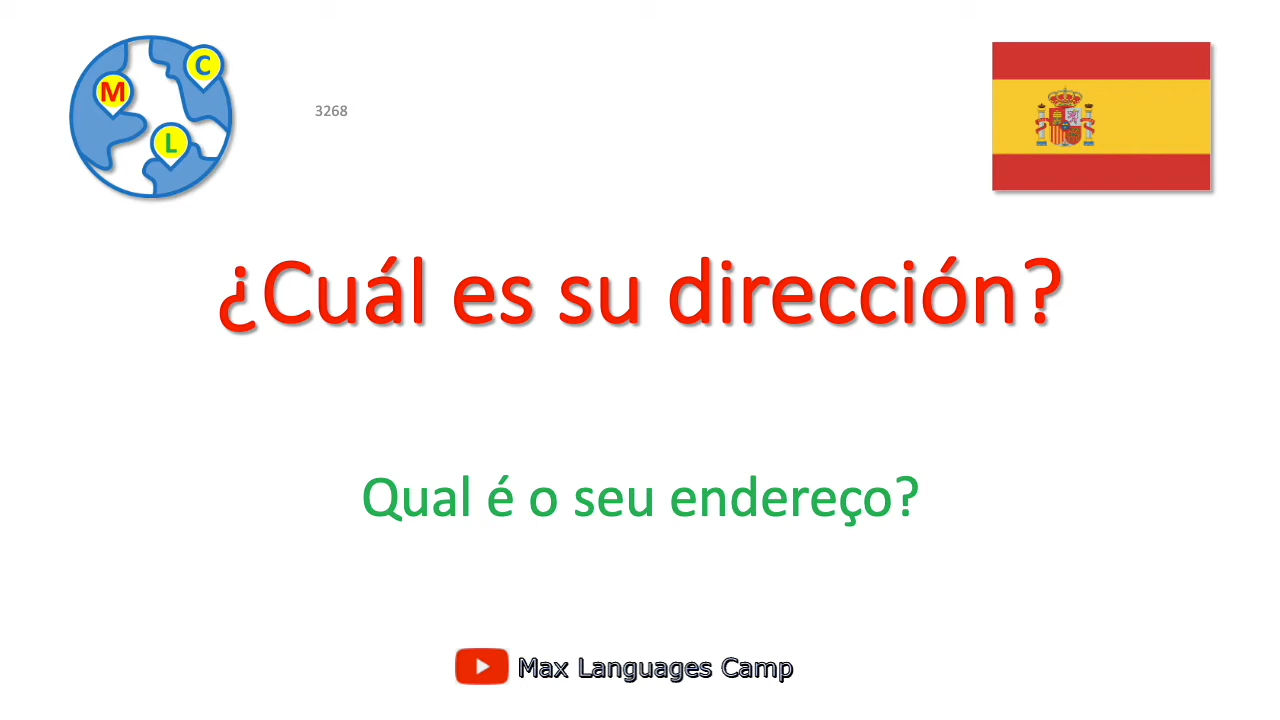 M
C
L
3268
¿Cuál es su dirección?
Qual é o seu endereço?
Max Languages Camp